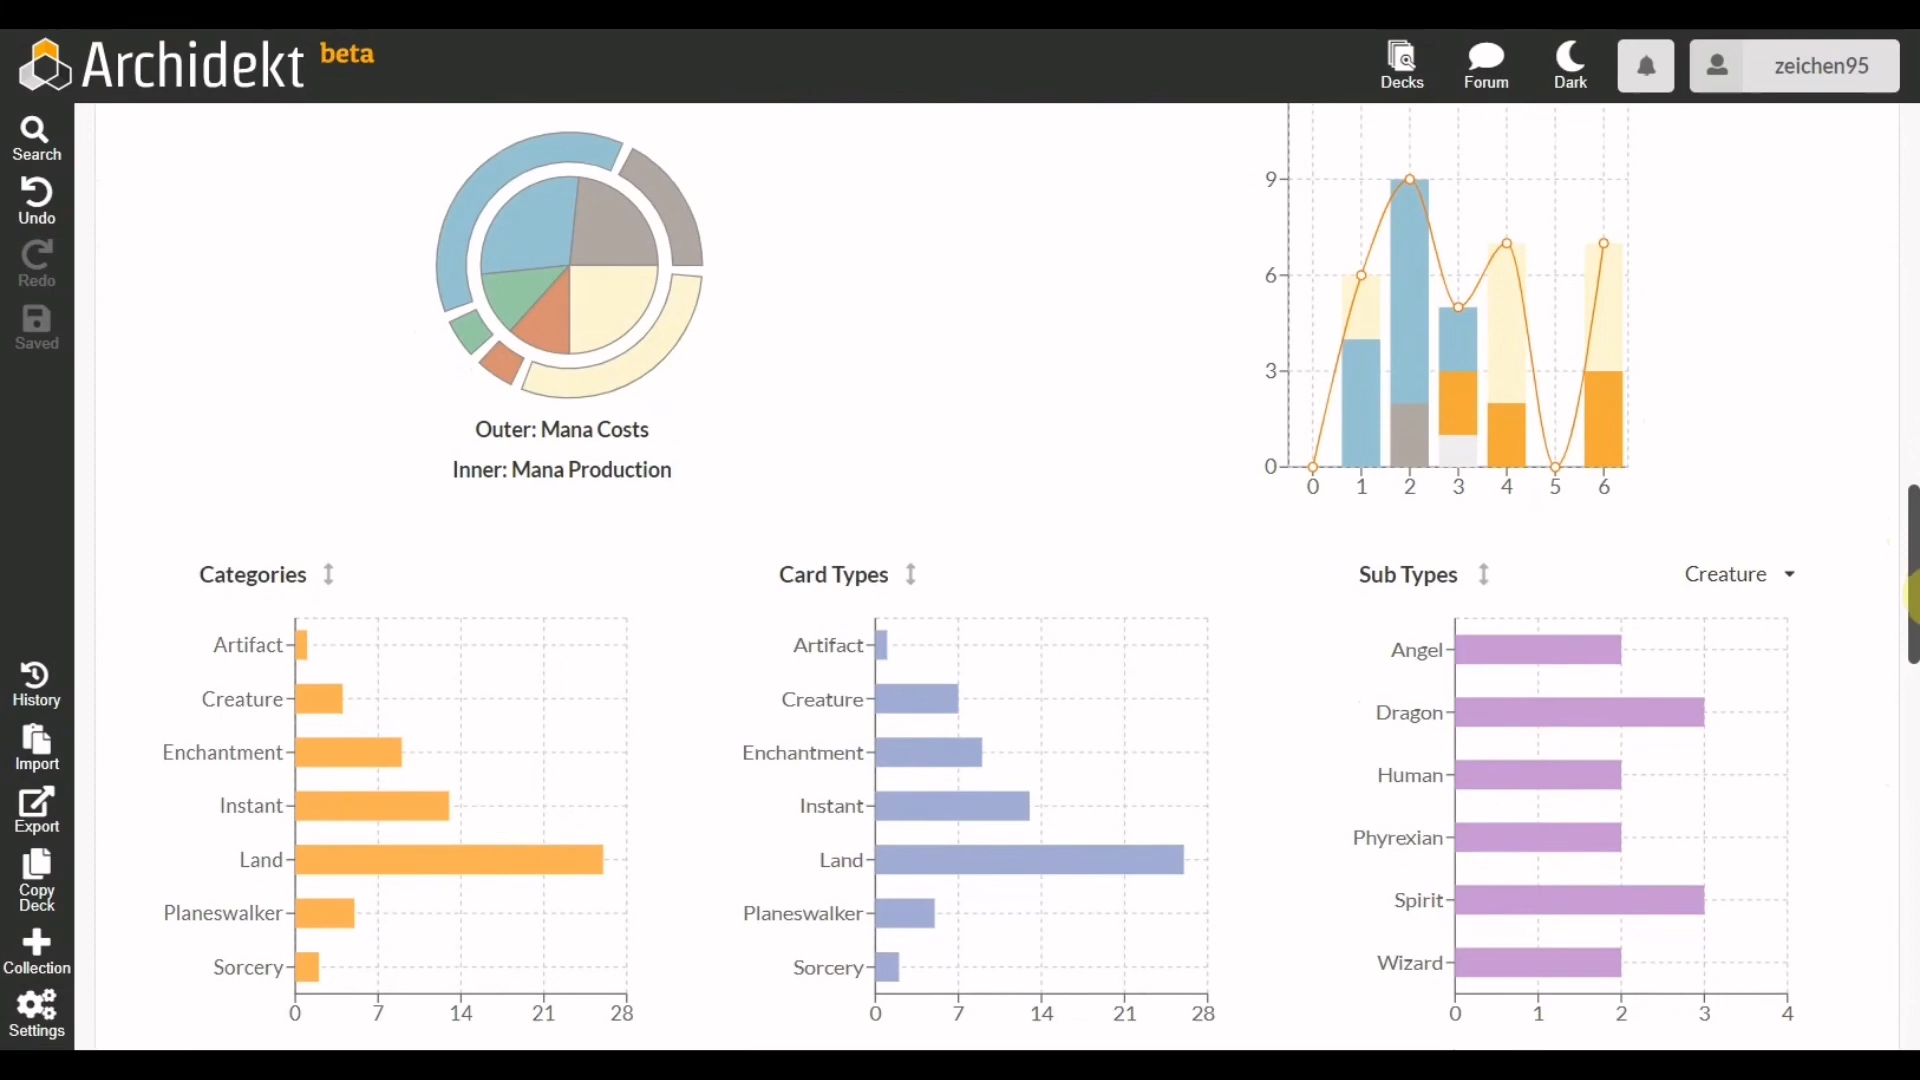 Archidekt beta
Decks
Forum
Dark
zeichen95
Search
Undo
Redo
Saved
History
Import
Export
Copy
Deck
Collection
Settings
Outer: Mana Costs
Inner: Mana Production
9
6
3
0
0 1 2 3 4 5 6
Categories
Artifact
Creature
Enchantment
Instant
Land
Planeswalker
Sorcery
0 7 14 21 28
Card Types
Artifact
Creature
Enchantment
Instant
Land
Planeswalker
Sorcery
0 7 14 21 28
Sub Types
Creature
Angel
Dragon
Human
Phyrexian
Spirit
Wizard
0 1 2 3 4